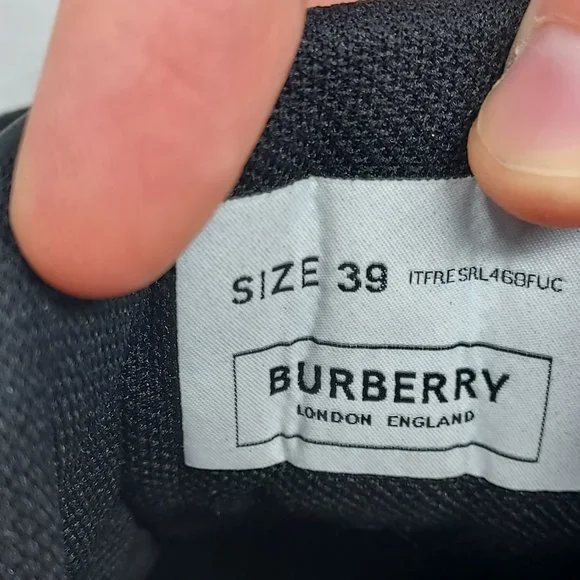 SIZE 39 ITFRESRL468FUC
BURBERRY
LONDON ENGLAND